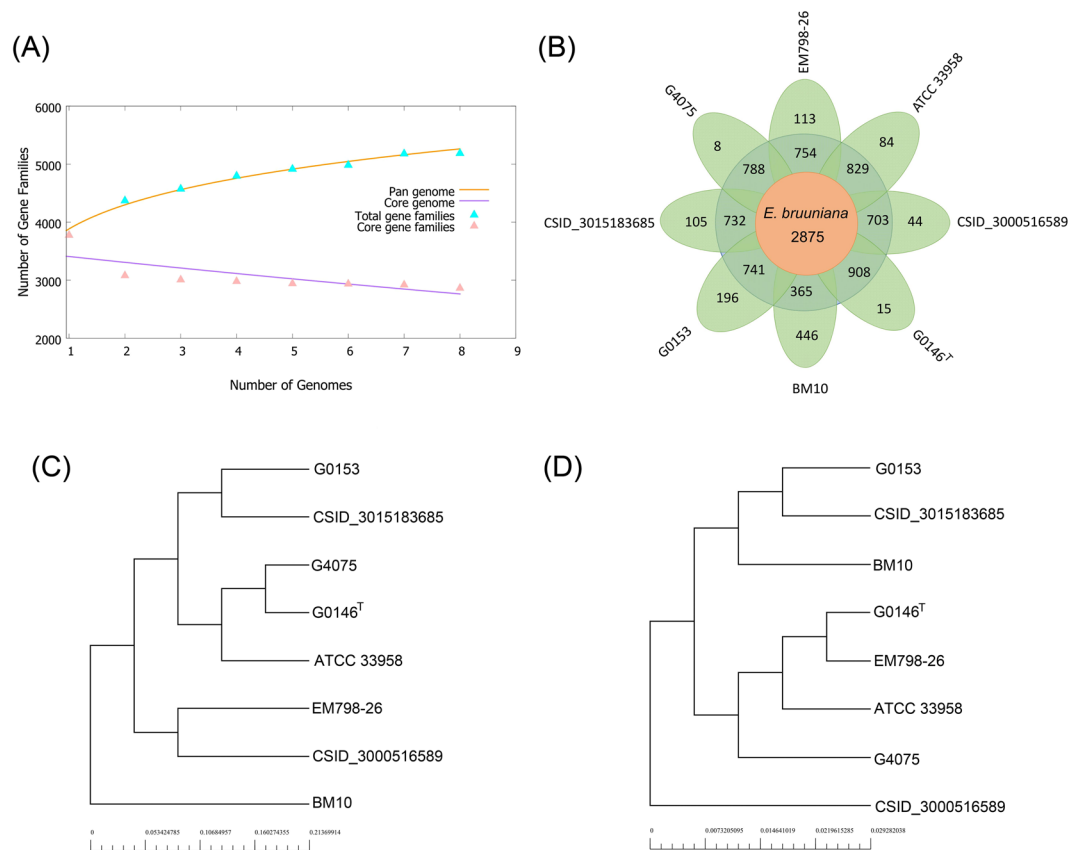 (A)
6000
5000
4000
3000
2000
Number of Gene Families
Pan genome
Core genome
Total gene families
Core gene families
1 2 3 4 5 6 7 8 9
Number of Genomes
(B)
EM798-26
ATCC 33958
CSID_3000516589
G0146T
BM10
G0153
CSID_3015183685
G4075
113
84
44
15
446
196
105
8
754
829
703
908
365
741
732
788
E. bruuniana
2875
(C)
G0153
CSID_3015183685
G4075
G0146T
ATCC 33958
EM798-26
CSID_3000516589
BM10
0 0.053424785 0.10684957 0.160274355 0.21369914
(D)
G0153
CSID_3015183685
BM10
G0146T
EM798-26
ATCC 33958
G4075
CSID_3000516589
0 0.0073205095 0.014641019 0.0219615285 0.029282038